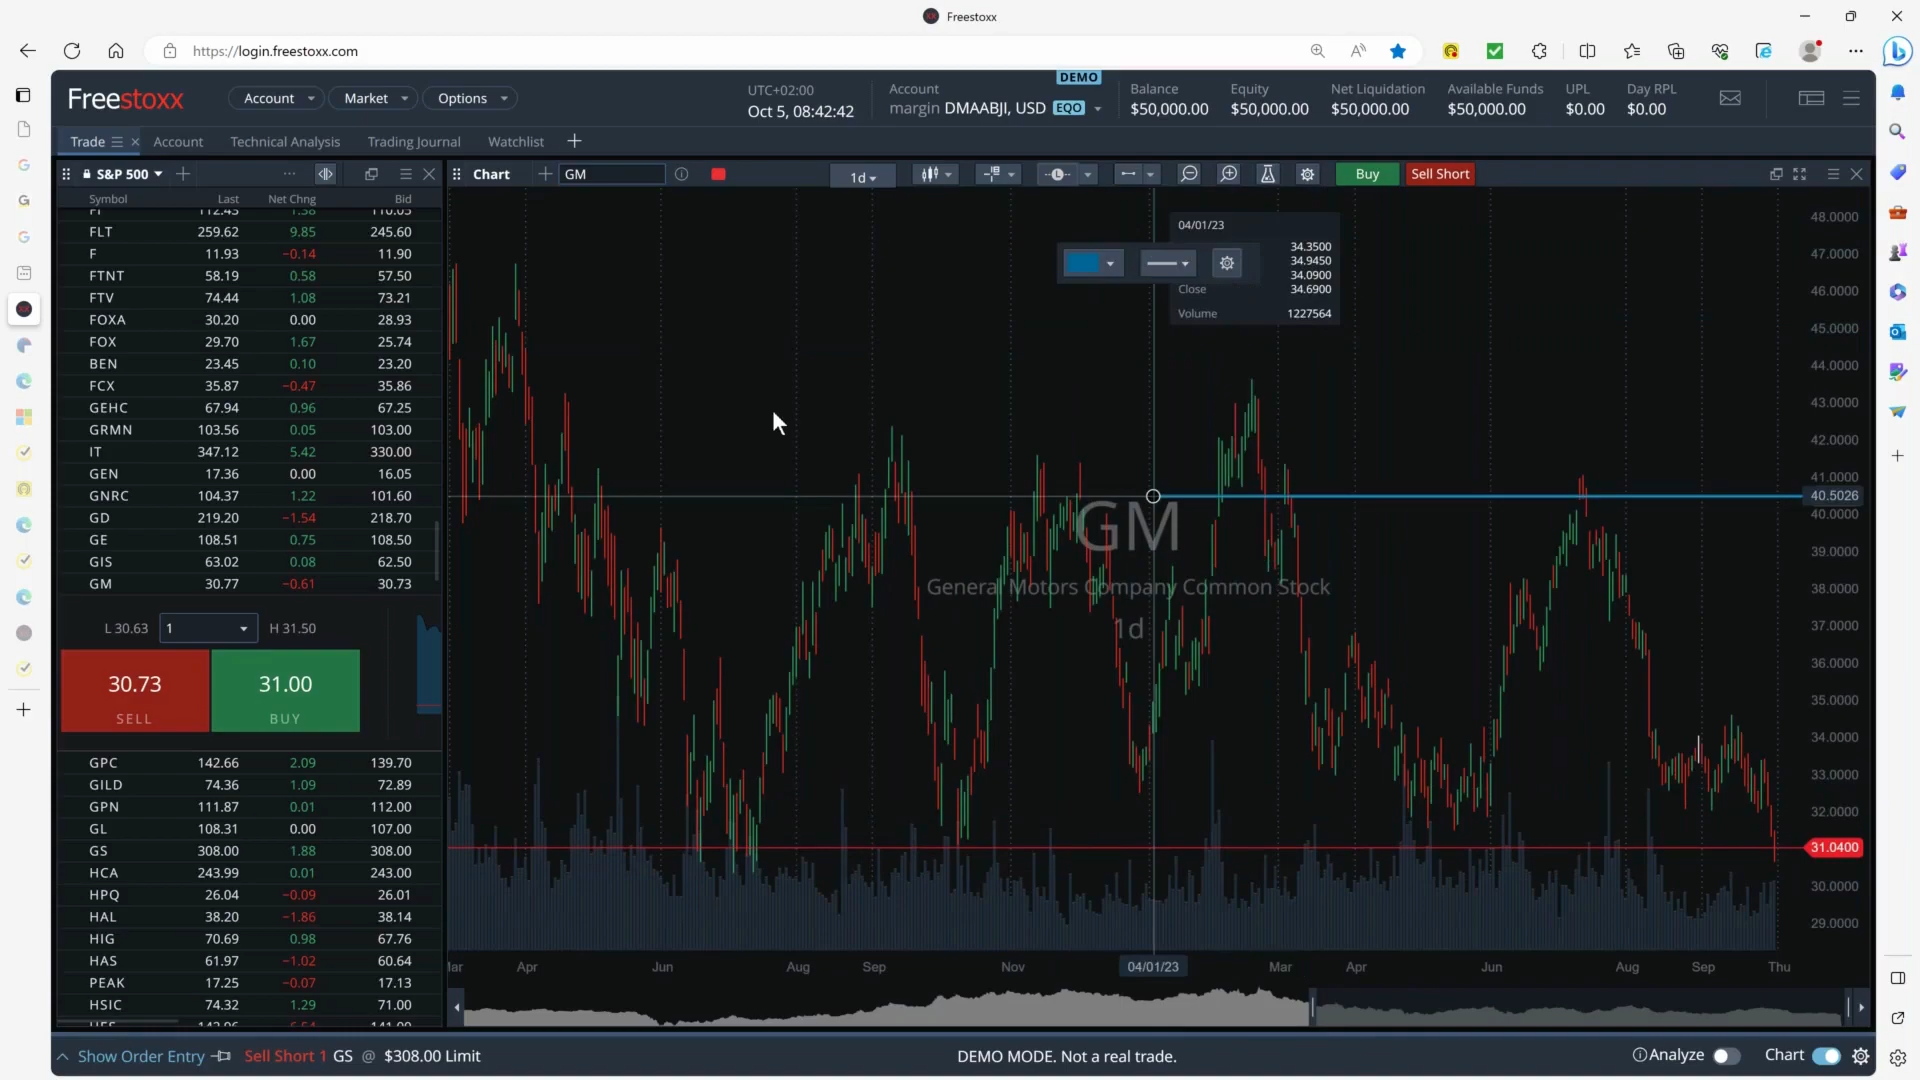 Freestoxx
https://login.freestoxx.com
Freestoxx
Account
Market
Options
UTC+02:00
Oct 5, 08:42:42
DEMO
Account
margin DMAABJI, USD EQO
Balance
$50,000.00
Equity
$50,000.00
Net Liquidation
$50,000.00
Available Funds
$50,000.00
UPL
$0.00
Day RPL
$0.00
Trade
Account
Technical Analysis
Trading Journal
Watchlist
S&P 500
Chart
GM
1d
Buy
Sell Short
Symbol Last Net Chng Bid
FI 112.43 1.38 110.05
FLT 259.62 9.85 245.60
F 11.93 −0.14 11.90
FTNT 58.19 0.58 57.50
FTV 74.44 1.08 73.21
FOXA 30.20 0.00 28.93
FOX 29.70 1.67 25.74
BEN 23.45 0.10 23.20
FCX 35.87 −0.47 35.86
GEHC 67.94 0.96 67.25
GRMN 103.56 0.05 103.00
IT 347.12 5.42 330.00
GEN 17.36 0.00 16.05
GNRC 104.37 1.22 101.60
GD 219.20 −1.54 218.70
GE 108.51 0.75 108.50
GIS 63.02 0.08 62.50
GM 30.77 −0.61 30.73
L 30.63 1 H 31.50
30.73 31.00
SELL BUY
GPC 142.66 2.09 139.70
GILD 74.36 1.09 72.89
GPN 111.87 0.01 112.00
GL 108.31 0.00 107.00
GS 308.00 1.88 308.00
HCA 243.99 0.01 243.00
HPQ 26.04 −0.09 26.01
HAL 38.20 −1.86 38.14
HIG 70.69 0.98 67.76
HAS 61.97 −1.02 60.64
PEAK 17.25 −0.07 17.13
HSIC 74.32 1.29 71.00
04/01/23
34.3500
34.9450
34.0900
Close 34.6900
Volume 1227564
GM
General Motors Company Common Stock
1d
48.0000
47.0000
46.0000
45.0000
44.0000
43.0000
42.0000
41.0000
40.5026
40.0000
39.0000
38.0000
37.0000
36.0000
35.0000
34.0000
33.0000
32.0000
31.0400
30.0000
29.0000
Apr Jun Aug Sep Nov 04/01/23 Mar Apr Jun Aug Sep Thu
Show Order Entry
Sell Short 1 GS @ $308.00 Limit
DEMO MODE. Not a real trade.
Analyze
Chart